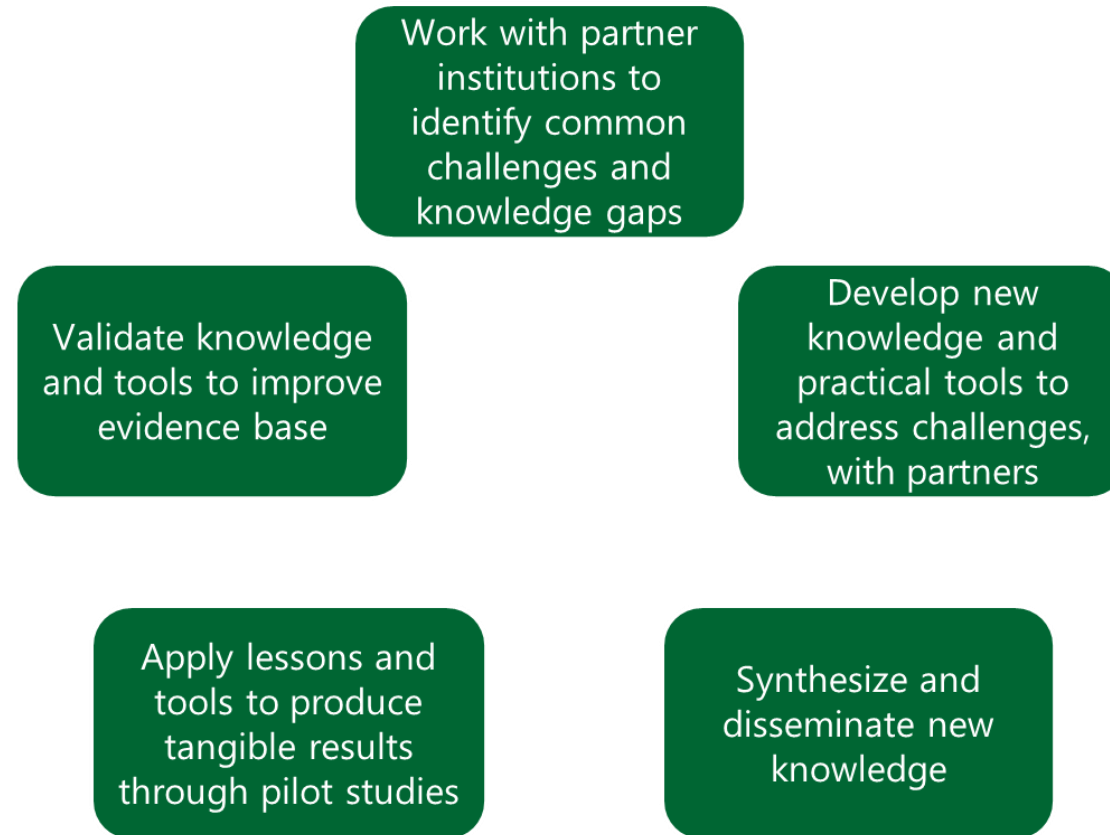 Work with partner
institutions to
identify common
challenges and
knowledge gaps
Develop new
knowledge and
practical tools to
address challenges,
with partners
Synthesize and
disseminate new
knowledge
Apply lessons and
tools to produce
tangible results
through pilot studies
Validate knowledge
and tools to improve
evidence base